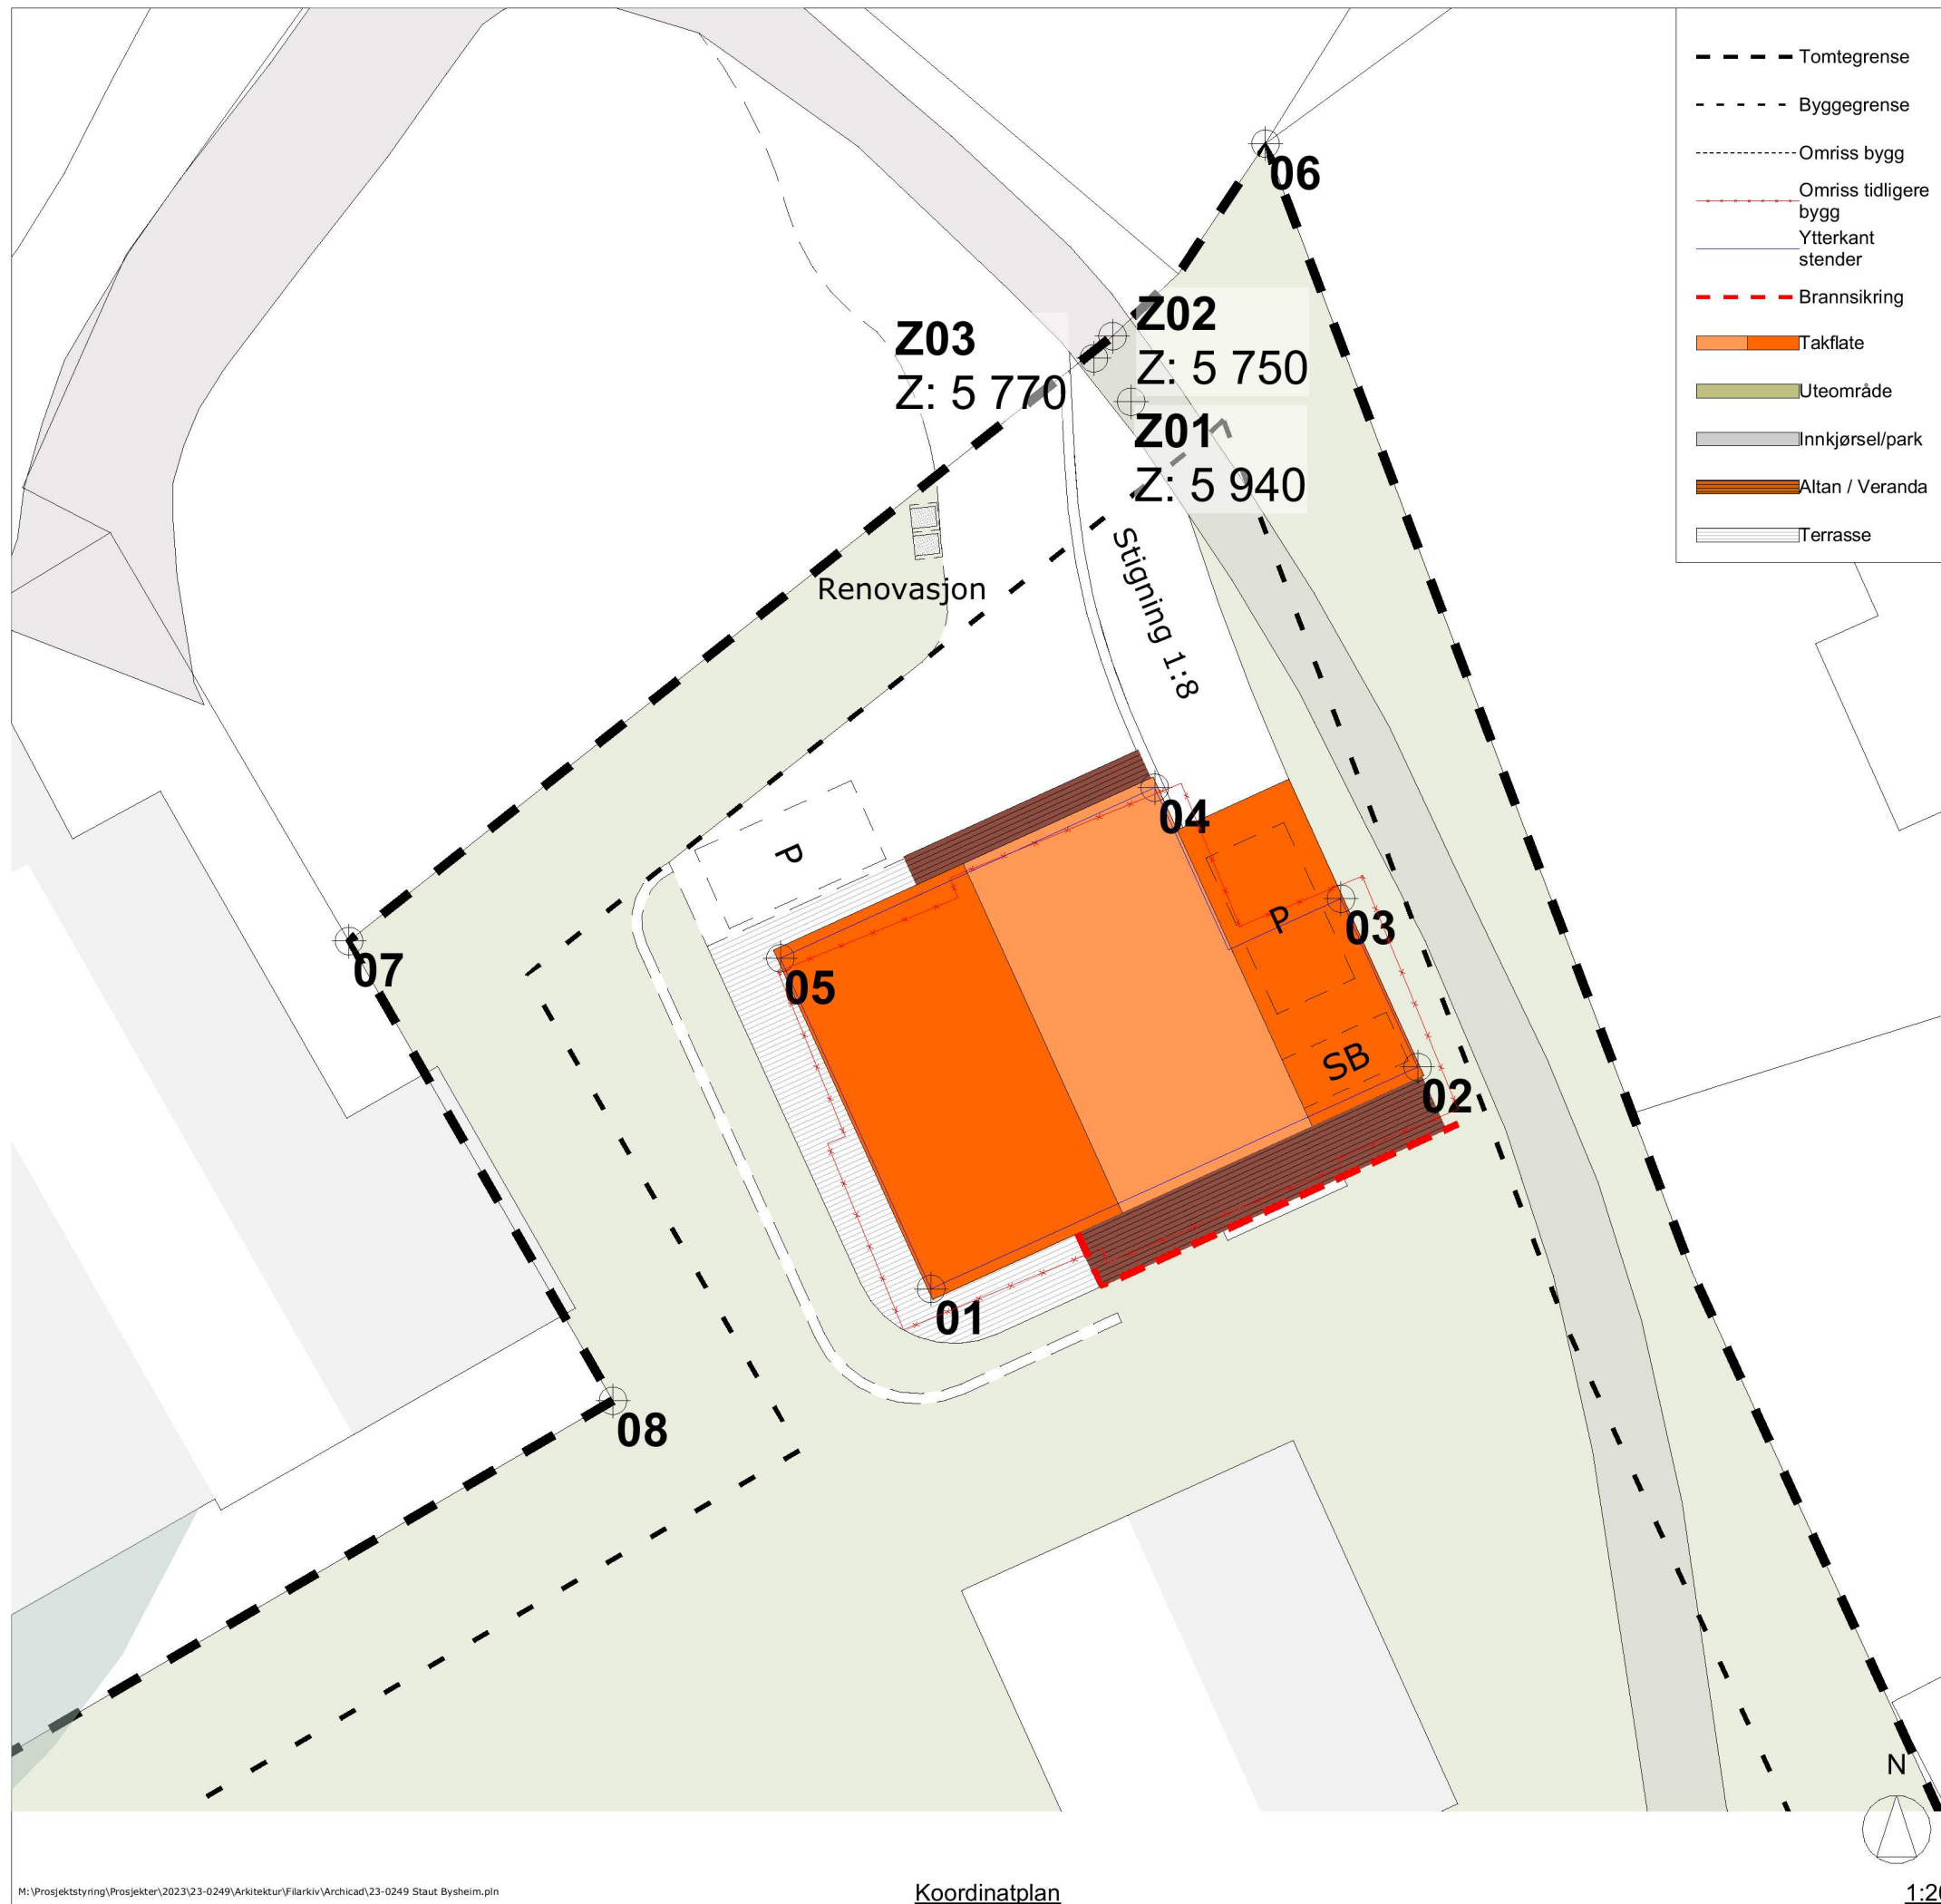 Tomtegrense
Byggegrense
Omriss bygg
Omriss tidligere
bygg
Ytterkant
stender
Brannsikring
Takflate
Uteområde
Innkjørsel/park
Altan / Veranda
Terrasse
06
Z02
Z: 5 750
Z03
Z: 5 770
Z01
Z: 5 940
Stigning 1:8
Renovasjon
04
P
P
03
05
07
SB
02
01
08
N
M:\Prosjektstyring\Prosjekter\2023\23-0249\Arkitektur\Filarkiv\Archicad\23-0249 Staut Bysheim.pln
Koordinatplan